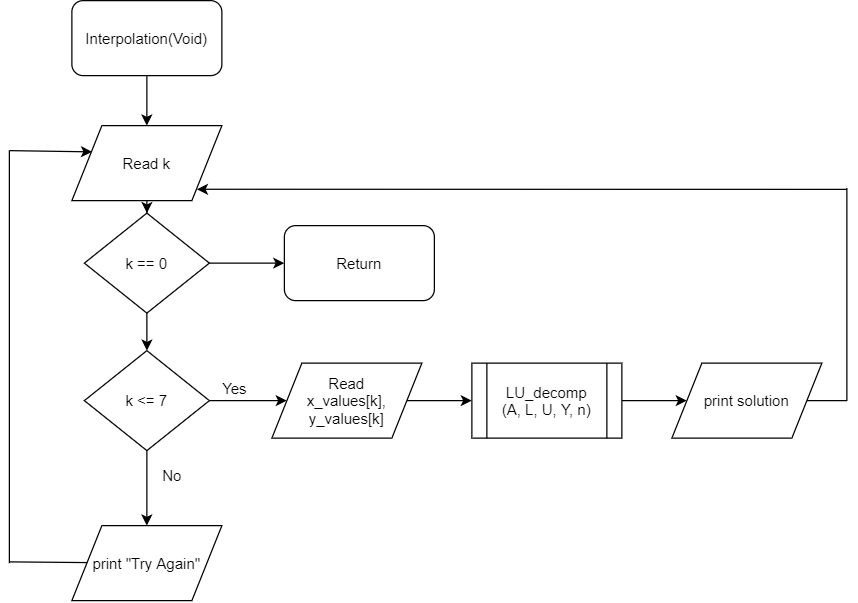 Interpolation(Void)
Read k
k == 0
Return
k <= 7
Yes
Read
x_values[k],
y_values[k]
LU_decomp
(A, L, U, Y, n)
print solution
No
print "Try Again"